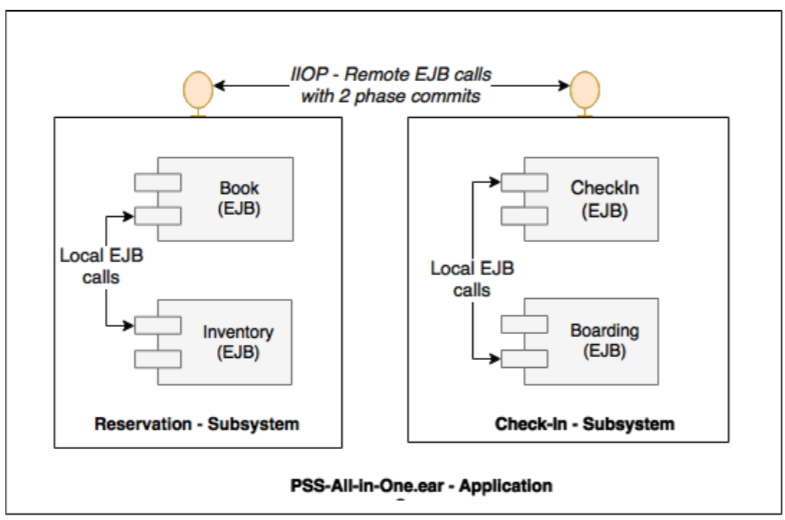 IIOP - Remote EJB calls
with 2 phase commits
Book
(EJB)
Local EJB
calls
Inventory
(EJB)
Reservation - Subsystem
CheckIn
(EJB)
Local EJB
calls
Boarding
(EJB)
Check-In - Subsystem
PSS-All-in-One.ear - Application